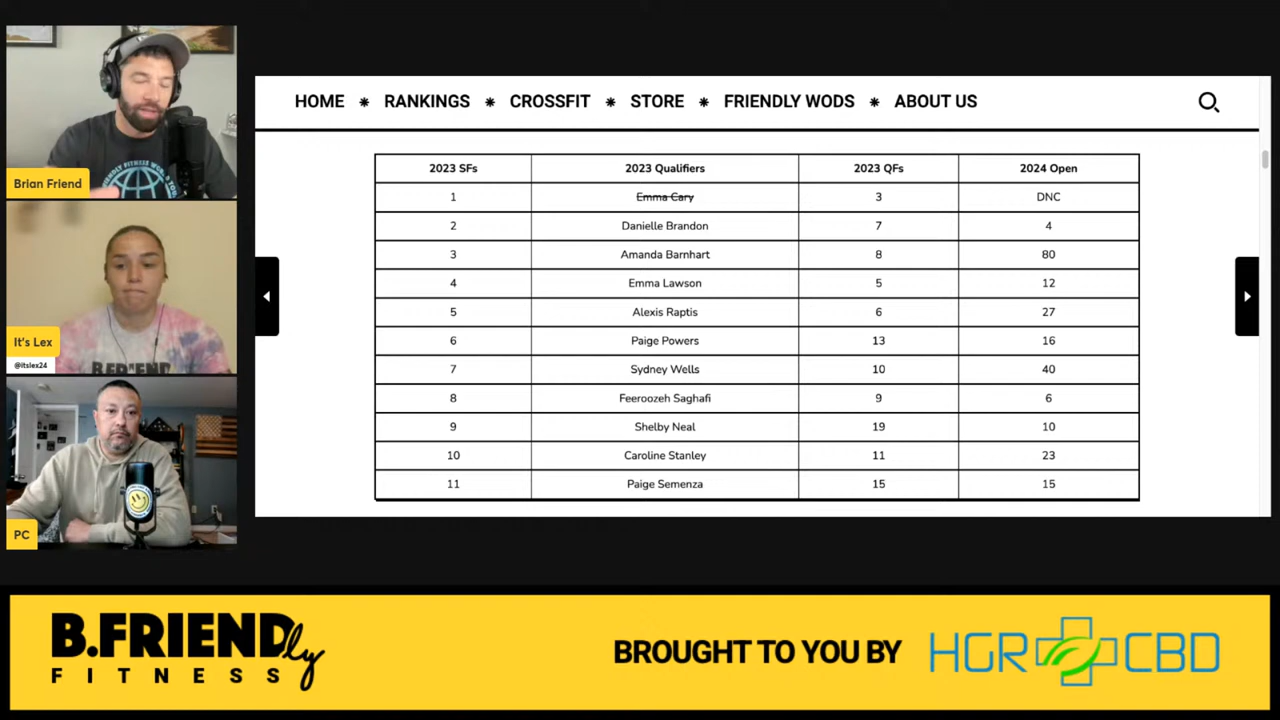 HOME * RANKINGS * CROSSFIT * STORE * FRIENDLY WODS * ABOUT US
2023 SFs 2023 Qualifiers 2023 QFs 2024 Open
1 Emma Cary 3 DNC
2 Danielle Brandon 7 4
3 Amanda Barnhart 8 80
4 Emma Lawson 5 12
5 Alexis Raptis 6 27
6 Paige Powers 13 16
7 Sydney Wells 10 40
8 Feeroozeh Saghafi 9 6
9 Shelby Neal 19 10
10 Caroline Stanley 11 23
11 Paige Semenza 15 15
Brian Friend
It's Lex
@itslex24
B.FRIEND
PC
B.FRIENDly
FITNESS
BROUGHT TO YOU BY
HGR CBD